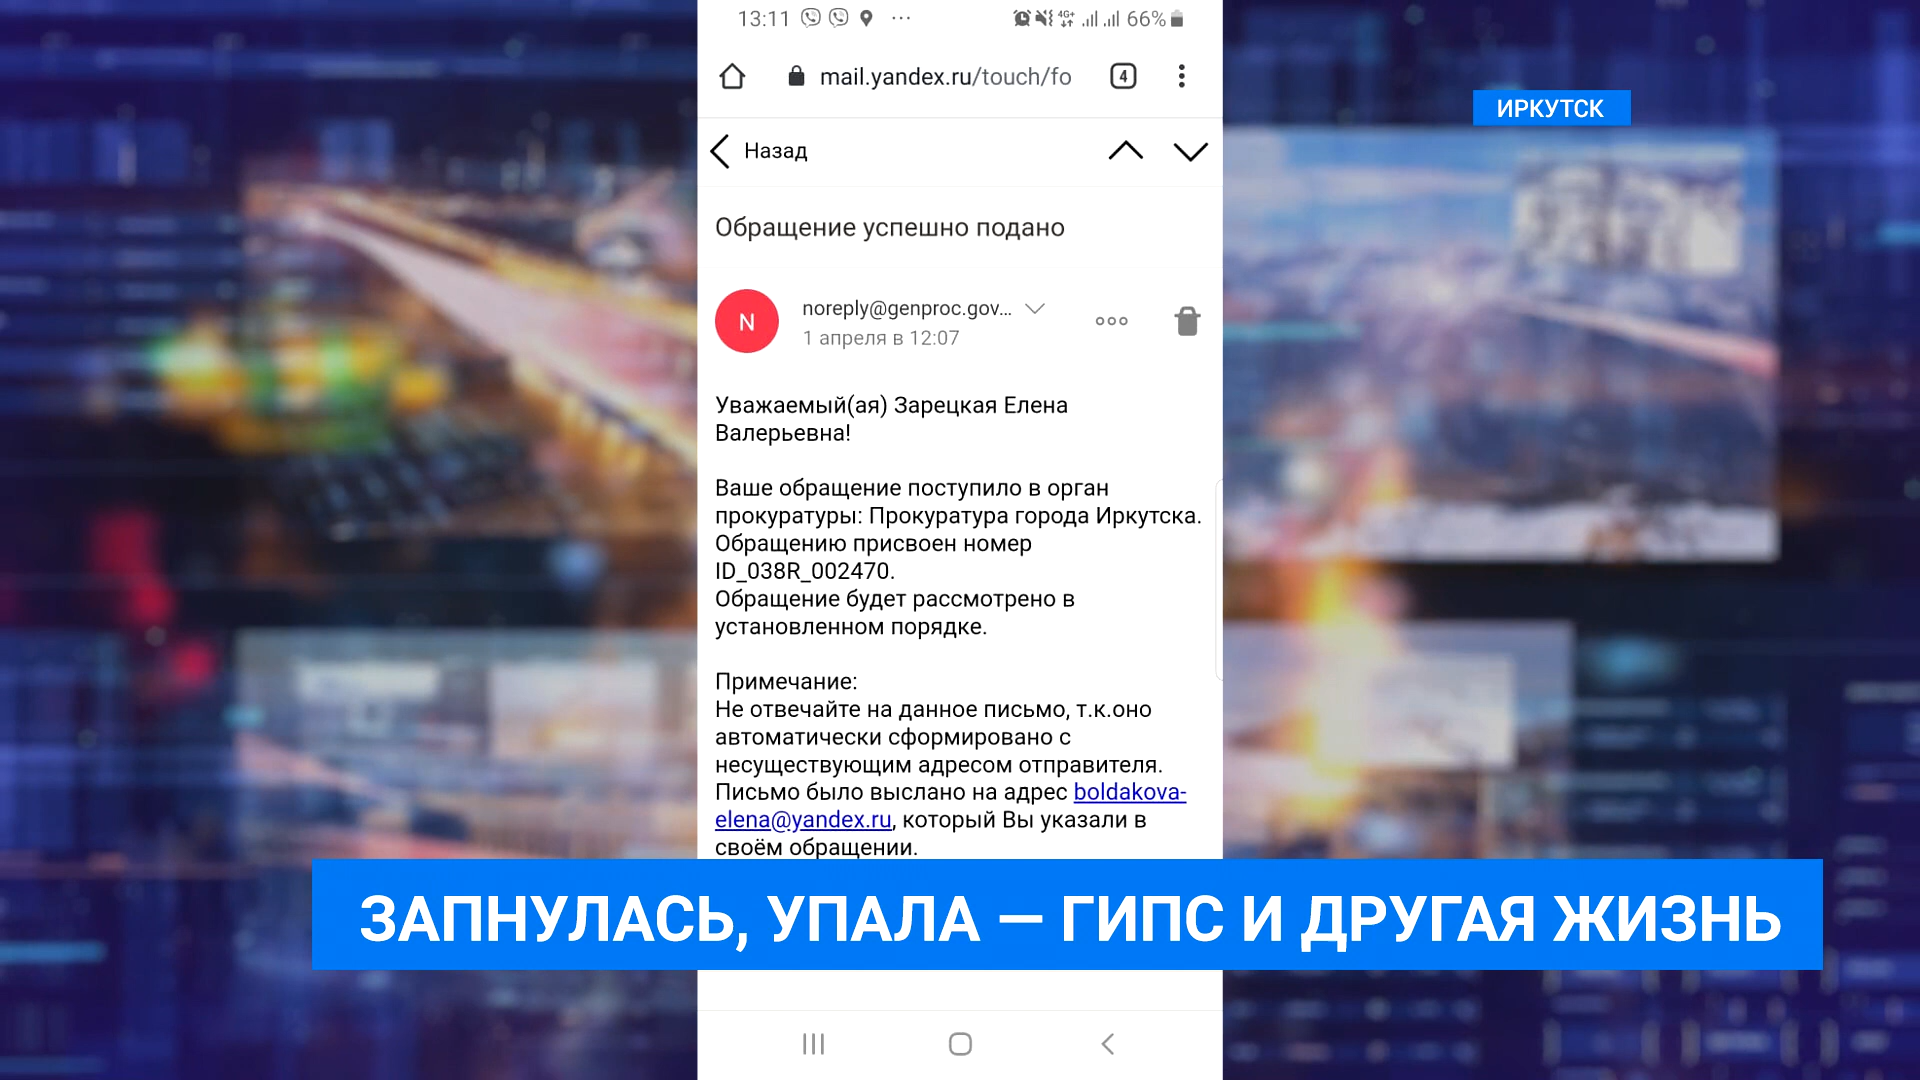 13:11
4G+
66%
mail.yandex.ru/touch/fo
4
ИРКУТСК
Назад
Обращение успешно подано
N
noreply@genproc.gov...
1 апреля в 12:07
Уважаемый(ая) Зарецкая Елена
Валерьевна!
Ваше обращение поступило в орган
прокуратуры: Прокуратура города Иркутска.
Обращению присвоен номер
ID_038R_002470.
Обращение будет рассмотрено в
установленном порядке.
Примечание:
Не отвечайте на данное письмо, т.к.оно
автоматически сформировано с
несуществующим адресом отправителя.
Письмо было выслано на адрес boldakova-
elena@yandex.ru, который Вы указали в
своём обращении.
ЗАПНУЛАСЬ, УПАЛА — ГИПС И ДРУГАЯ ЖИЗНЬ